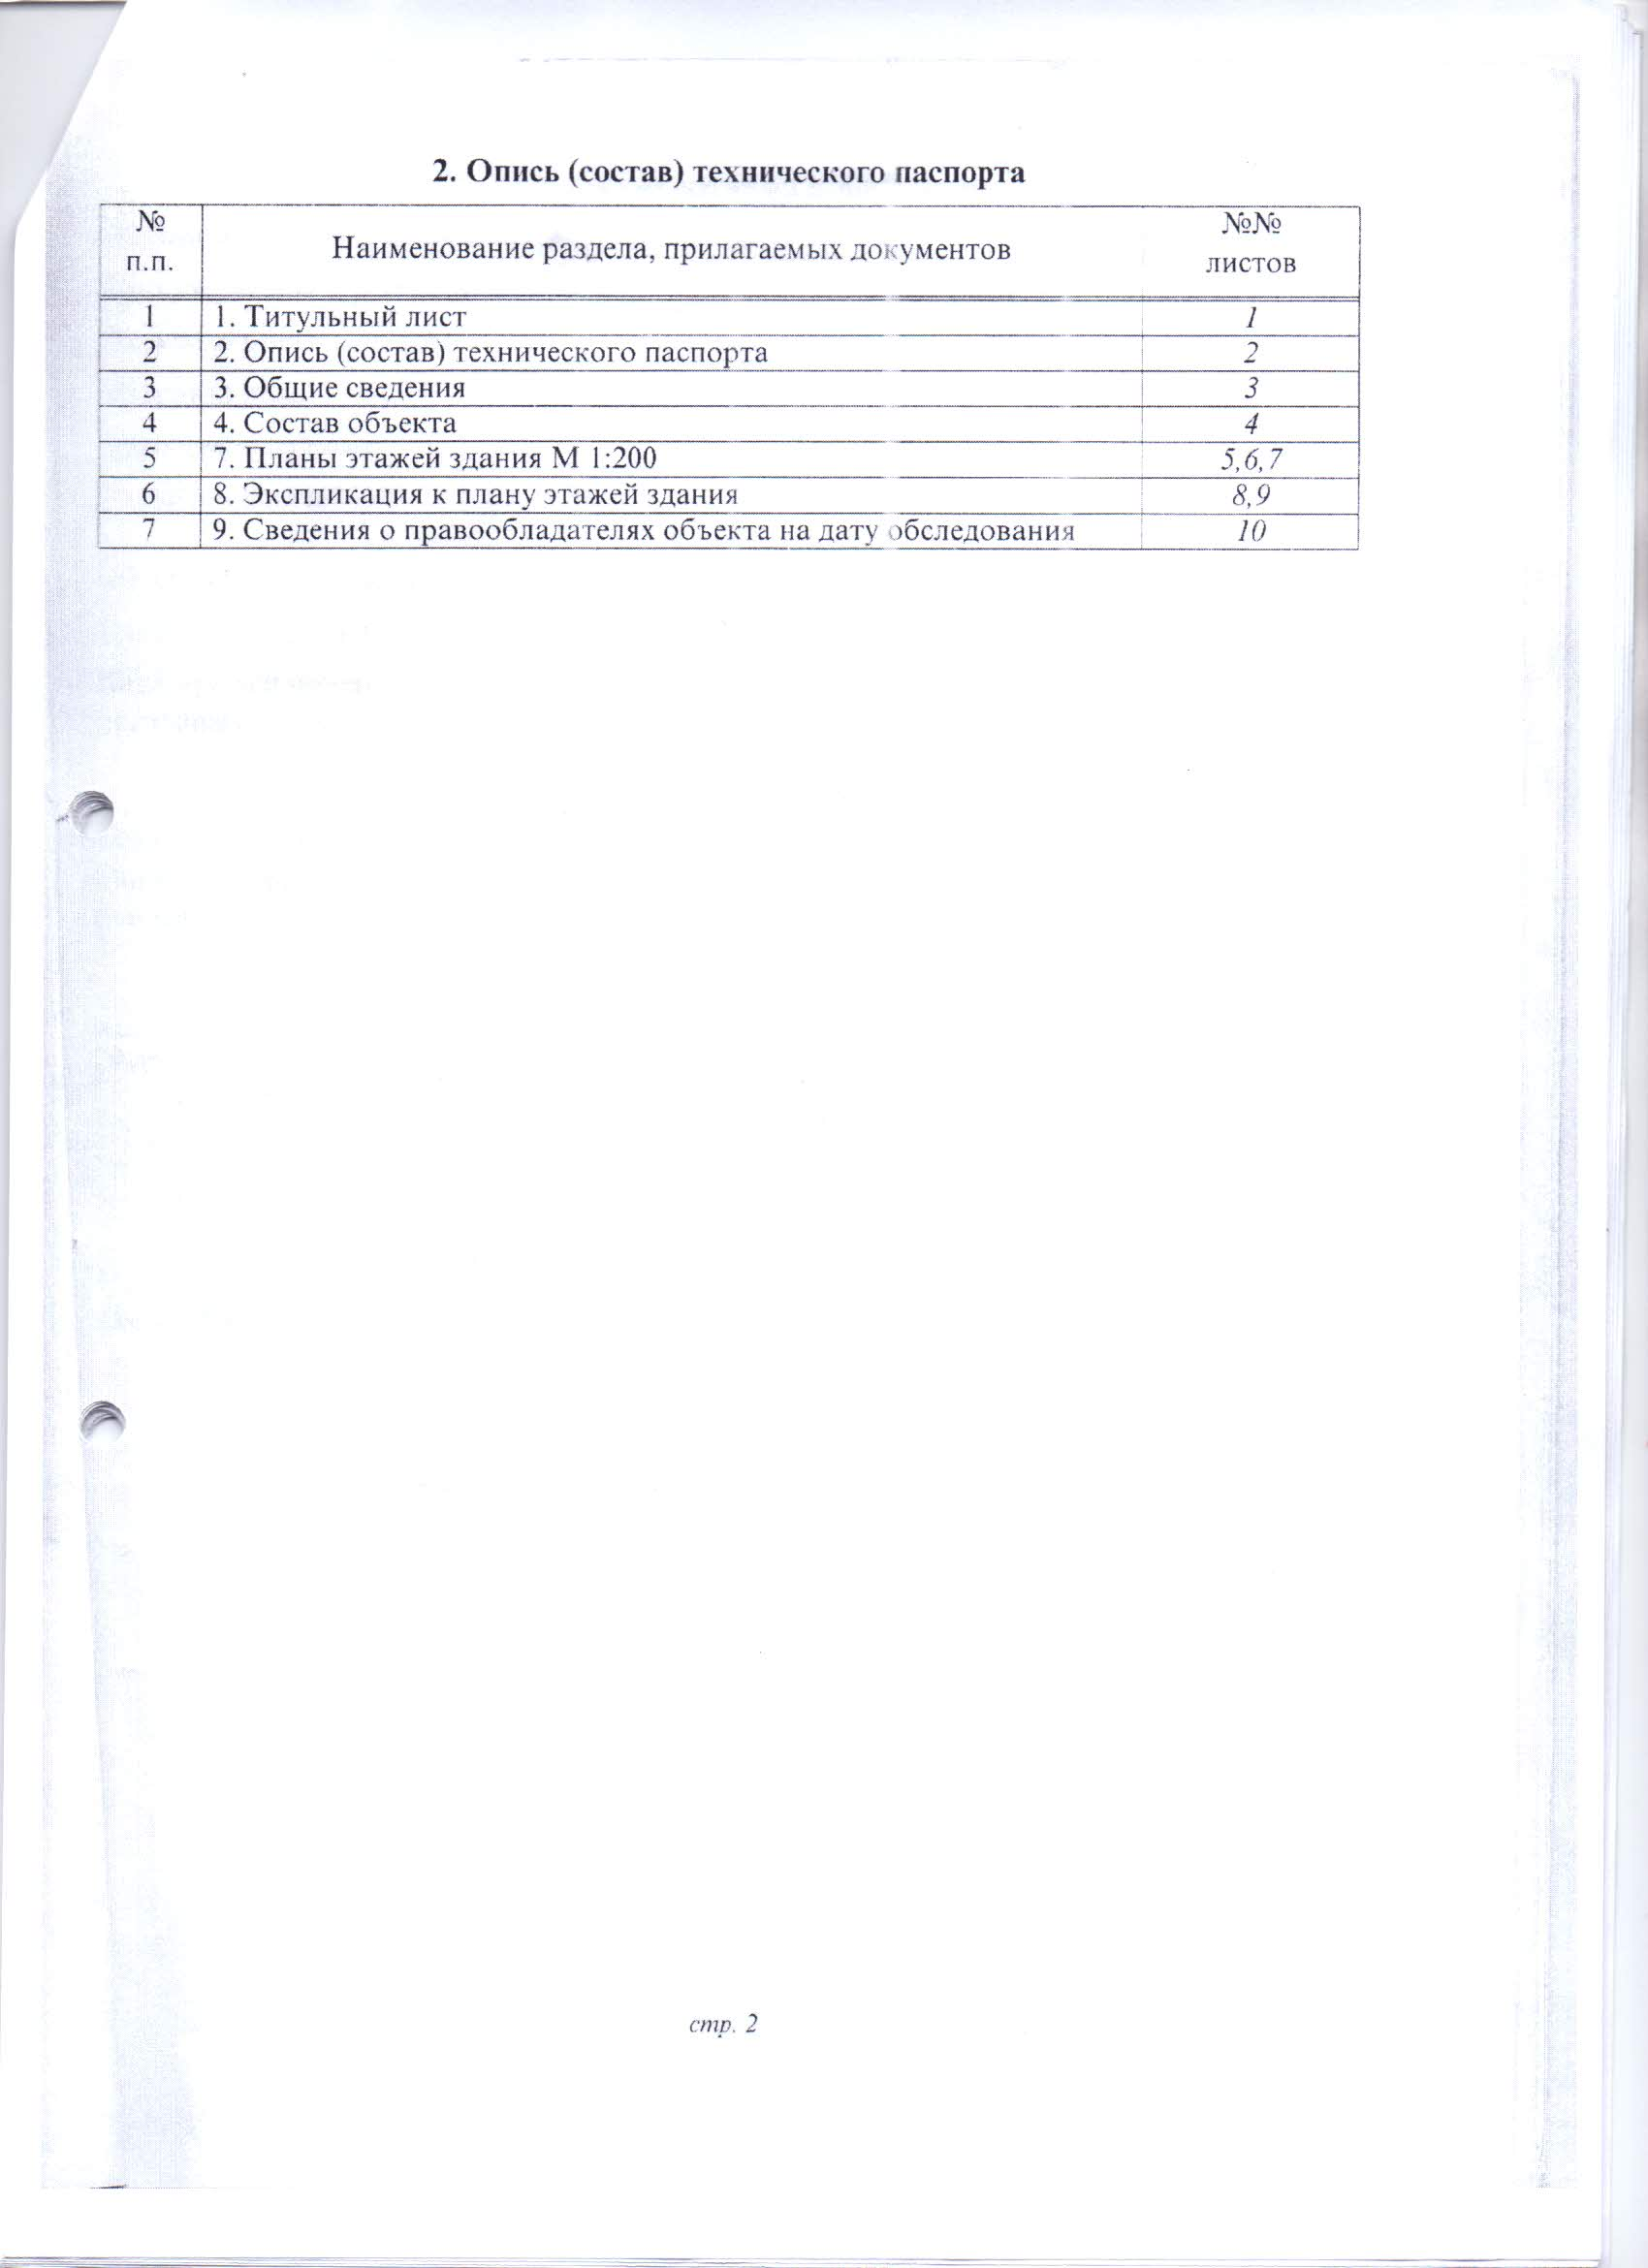 2. Опись (состав) технического паспорта
№ п.п. Наименование раздела, прилагаемых документов №№ листов
1 1. Титульный лист 1
2 2. Опись (состав) технического паспорта 2
3 3. Общие сведения 3
4 4. Состав объекта 4
5 7. Планы этажей здания М 1:200 5,6,7
6 8. Экспликация к плану этажей здания 8,9
7 9. Сведения о правообладателях объекта на дату обследования 10
стр. 2